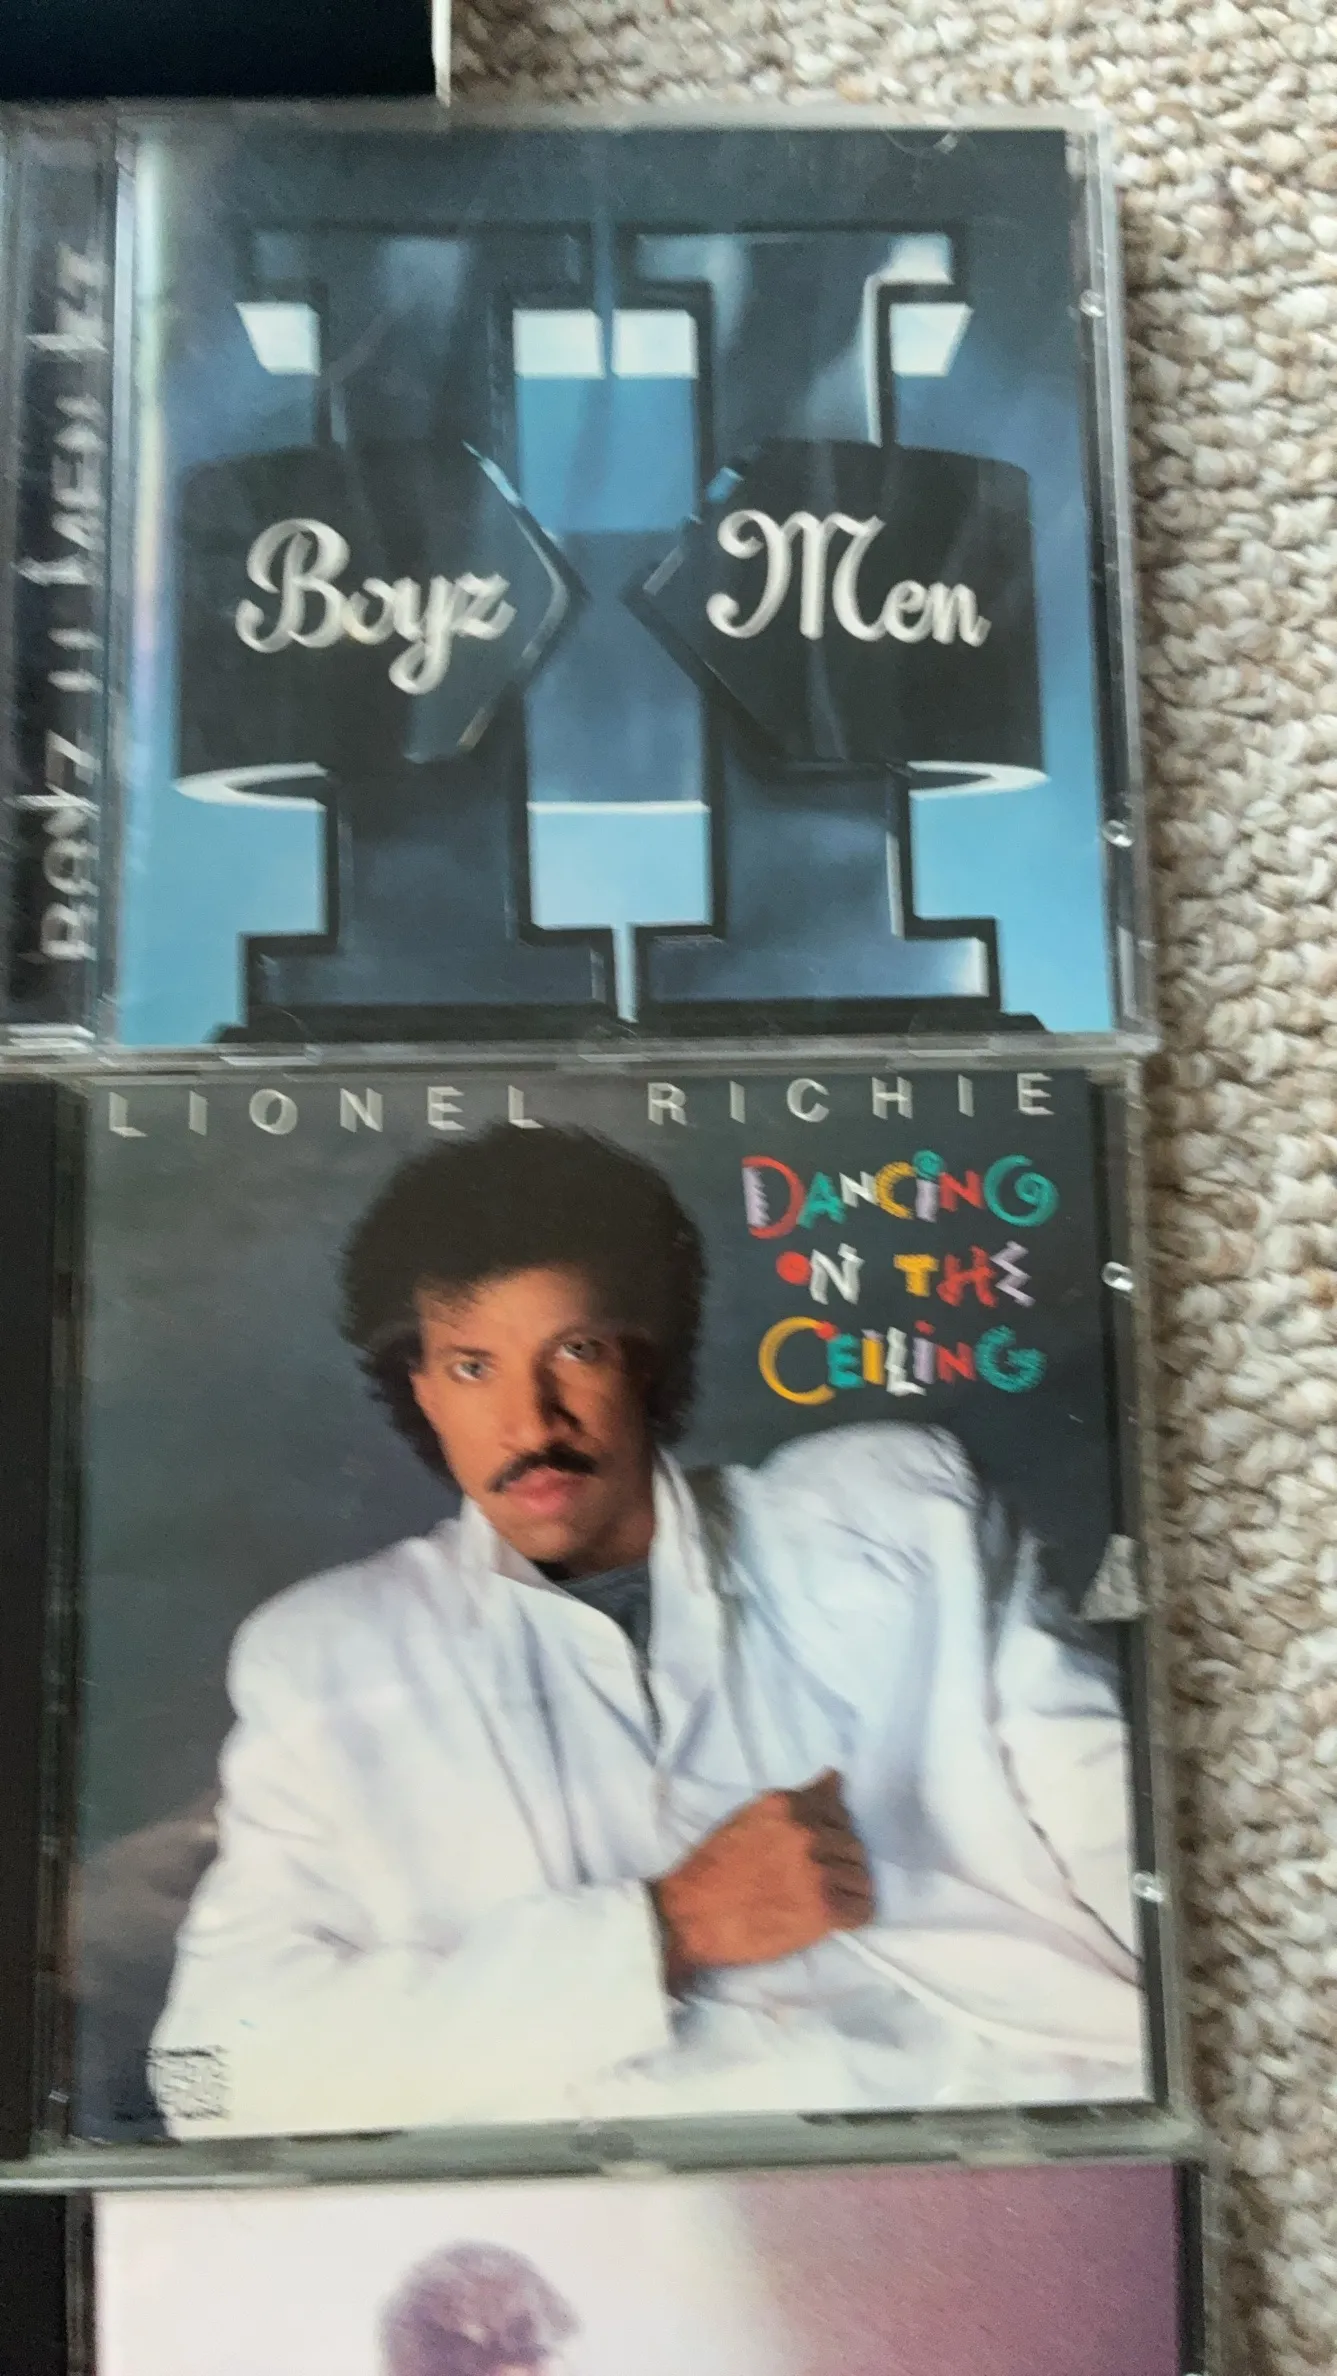 BOYZ II MEN
Boyz Men
II
LIONEL RICHIE
DANCING
ON THE
CEILING